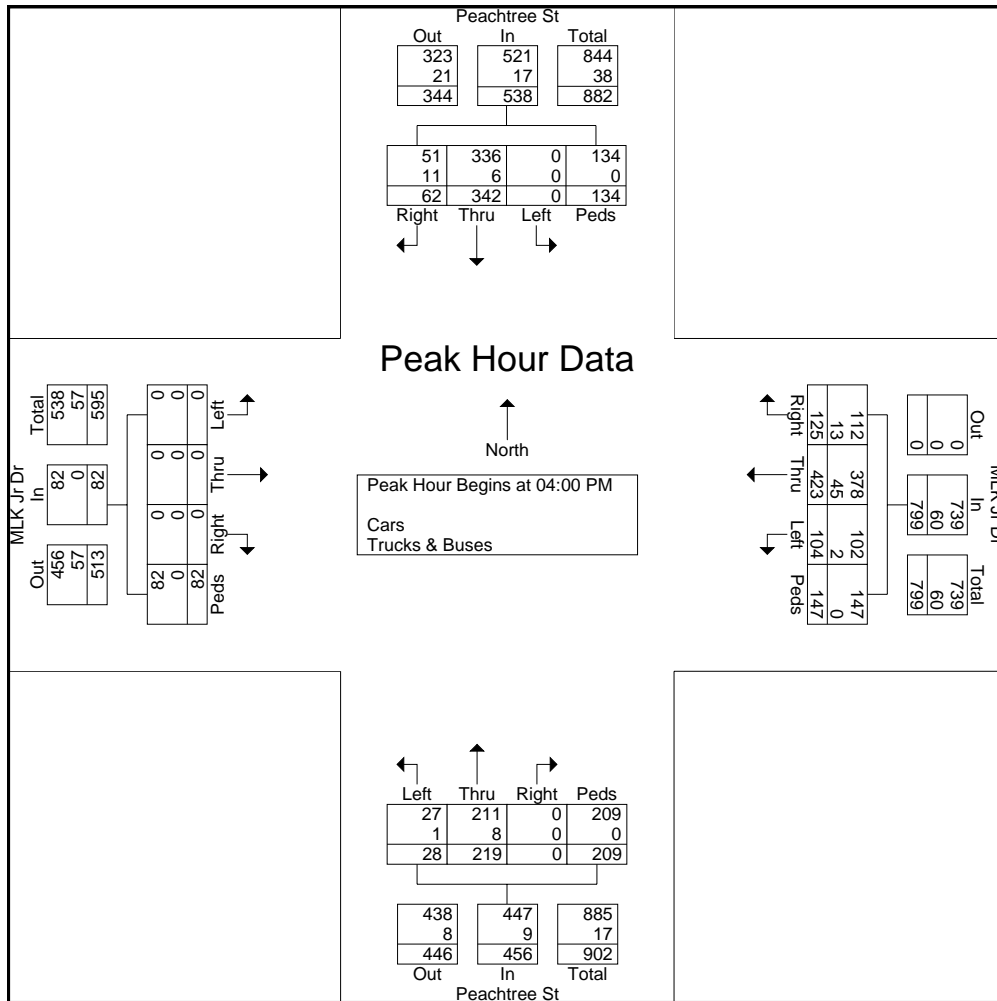 Peachtree St
Out In Total
323 521 844
21 17 38
344 538 882
51 336 0 134
11 6 0 0
62 342 0 134
Right Thru Left Peds
Peak Hour Data
North
Peak Hour Begins at 04:00 PM
Cars
Trucks & Buses
MLK Jr Dr
Out In Total
456 82 538
57 0 57
513 82 595
82 0 0 0
0 0 0 0
82 0 0 0
Peds Right Thru Left
MLK Jr Dr
Out In Total
0 739 739
0 60 60
0 799 799
112 378 102 147
13 45 2 0
125 423 104 147
Right Thru Left Peds
Left Thru Right Peds
27 211 0 209
1 8 0 0
28 219 0 209
438 447 885
8 9 17
446 456 902
Out In Total
Peachtree St